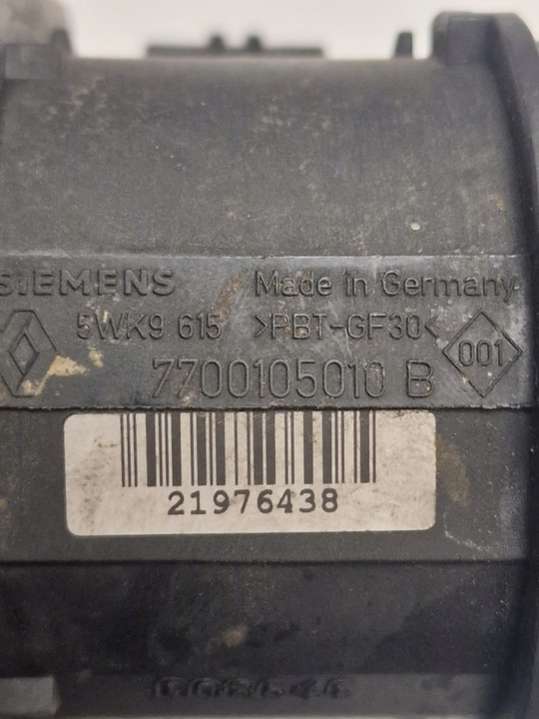 SIEMENS Made in Germany
5WK9 615 >PBT-GF30< 001
7700105010 B
21976438